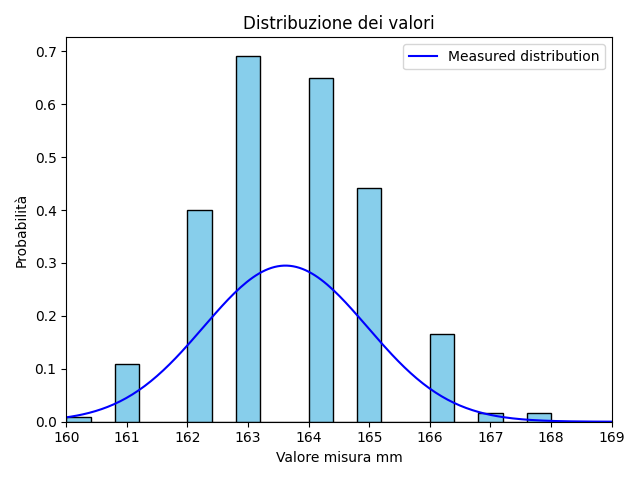 Distribuzione dei valori
Measured distribution
Probabilità
0.7
0.6
0.5
0.4
0.3
0.2
0.1
0.0
160 161 162 163 164 165 166 167 168 169
Valore misura mm